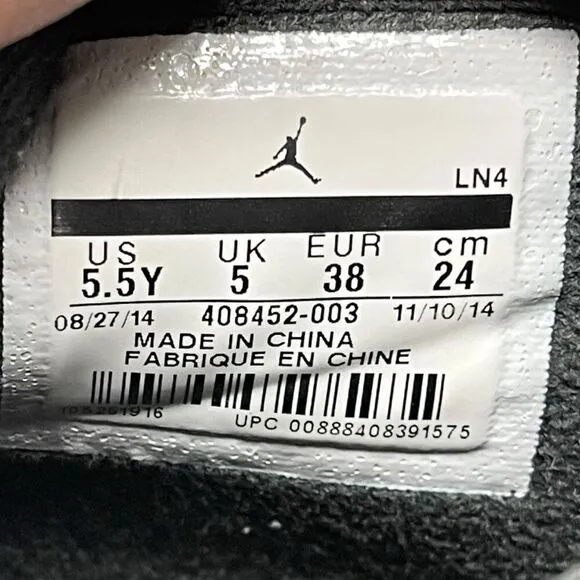 LN4
US UK EUR cm
5.5Y 5 38 24
08/27/14 408452-003 11/10/14
MADE IN CHINA
FABRIQUE EN CHINE
UPC 00888408391575